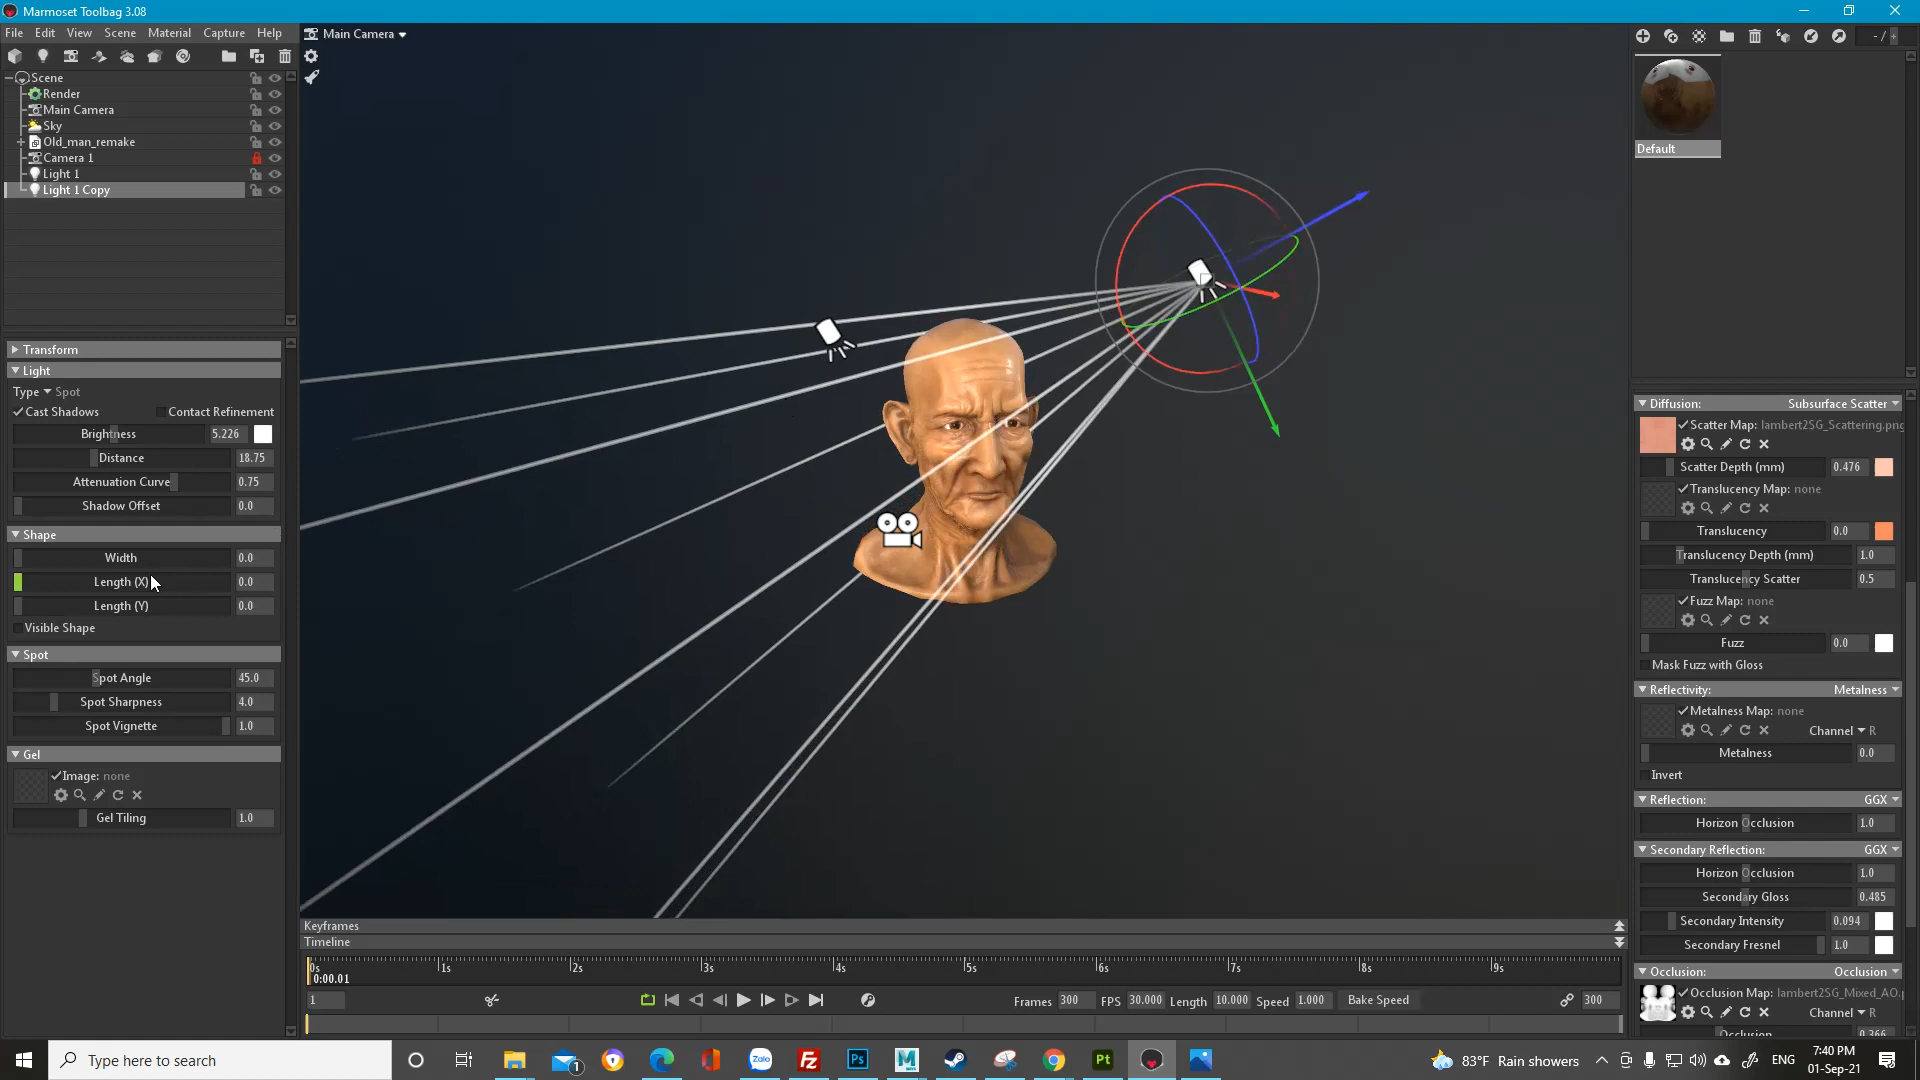 Marmoset Toolbag 3.08
File Edit View Scene Material Capture Help
Main Camera
- / +
Scene
Render
Main Camera
Sky
Old_man_remake
Camera 1
Light 1
Light 1 Copy
Default
Transform
Light
Type Spot
Cast Shadows Contact Refinement
Brightness 5.226
Distance 18.75
Attenuation Curve 0.75
Shadow Offset 0.0
Shape
Width 0.0
Length (X) 0.0
Length (Y) 0.0
Visible Shape
Spot
Spot Angle 45.0
Spot Sharpness 4.0
Spot Vignette 1.0
Gel
Image: none
Gel Tiling 1.0
Diffusion: Subsurface Scatter
Scatter Map: lambert2SG_Scattering.png
Scatter Depth (mm) 0.476
Translucency Map: none
Translucency 0.0
Translucency Depth (mm) 1.0
Translucency Scatter 0.5
Fuzz Map: none
Fuzz 0.0
Mask Fuzz with Gloss
Reflectivity: Metalness
Metalness Map: none
Channel R
Metalness 0.0
Invert
Reflection: GGX
Horizon Occlusion 1.0
Secondary Reflection: GGX
Horizon Occlusion 1.0
Secondary Gloss 0.485
Secondary Intensity 0.094
Secondary Fresnel 1.0
Occlusion: Occlusion
Occlusion Map: lambert2SG_Mixed_AO.p
Channel R
Occlusion 0.366
Keyframes
Timeline
0s 1s 2s 3s 4s 5s 6s 7s 8s 9s
0:00.01
1 Frames 300 FPS 30.000 Length 10.000 Speed 1.000 Bake Speed 300
Type here to search
1
Zalo
Fz
Ps
M
Pt
83°F Rain showers
ENG
7:40 PM
01-Sep-21